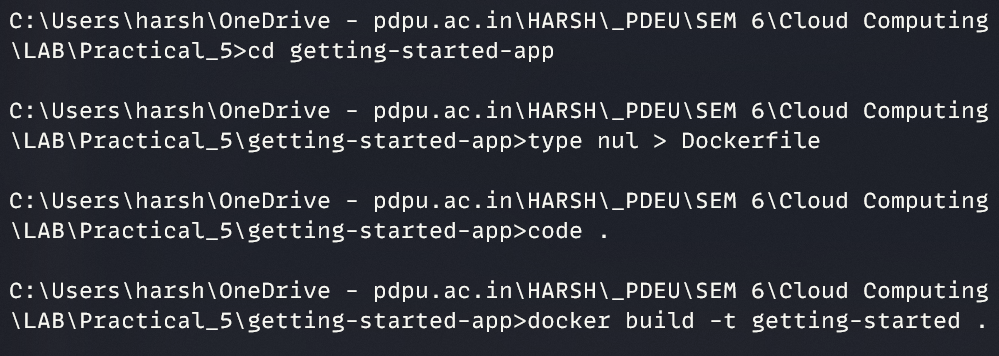 C:\Users\harsh\OneDrive - pdpu.ac.in\HARSH\_PDEU\SEM 6\Cloud Computing
\LAB\Practical_5>cd getting-started-app
C:\Users\harsh\OneDrive - pdpu.ac.in\HARSH\_PDEU\SEM 6\Cloud Computing
\LAB\Practical_5\getting-started-app>type nul > Dockerfile
C:\Users\harsh\OneDrive - pdpu.ac.in\HARSH\_PDEU\SEM 6\Cloud Computing
\LAB\Practical_5\getting-started-app>code .
C:\Users\harsh\OneDrive - pdpu.ac.in\HARSH\_PDEU\SEM 6\Cloud Computing
\LAB\Practical_5\getting-started-app>docker build -t getting-started .